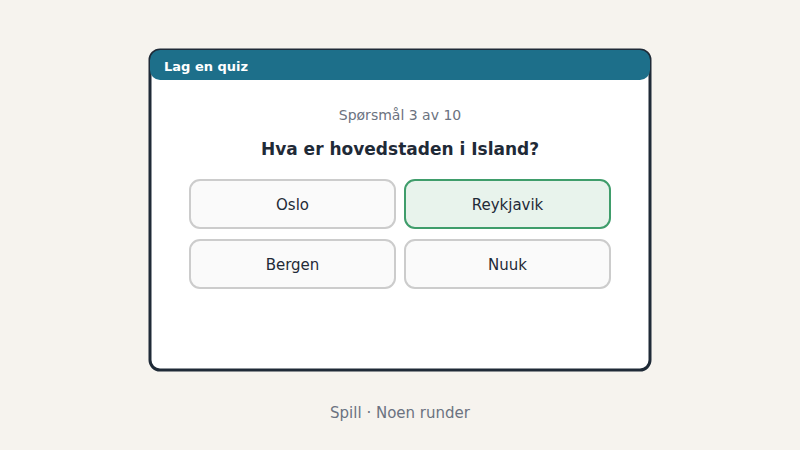 Lag en quiz
Spørsmål 3 av 10
Hva er hovedstaden i Island?
Oslo
Reykjavik
Bergen
Nuuk
Spill · Noen runder